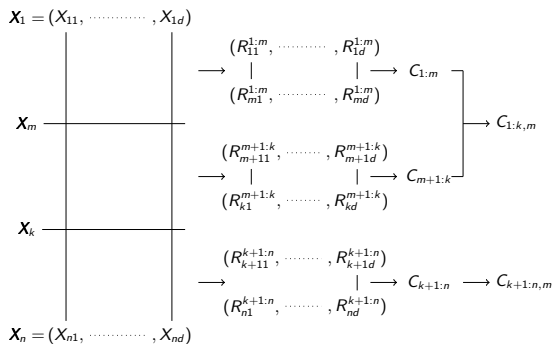 X₁ = (X₁₁, ············ , X₁d)
(R₁₁^{1:m}, ·········· , R₁d^{1:m})
C₁:m
(Rm₁^{1:m}, ·········· , Rmd^{1:m})
Xm
C₁:k,m
(Rm+11^{m+1:k}, ······· , Rm+1d^{m+1:k})
Cm+1:k
(Rk1^{m+1:k}, ······· , Rkd^{m+1:k})
Xk
(Rk+11^{k+1:n}, ······· , Rk+1d^{k+1:n})
Ck+1:n
Ck+1:n,m
(Rn1^{k+1:n}, ······· , Rnd^{k+1:n})
Xn = (Xn1, ············ , Xnd)